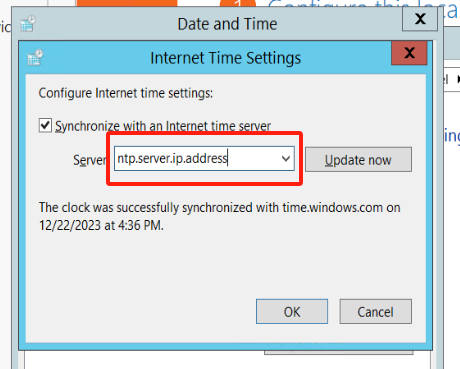 Date and Time
X
Internet Time Settings
X
Configure Internet time settings:
Synchronize with an Internet time server
Server
ntp.server.ip.address
Update now
The clock was successfully synchronized with time.windows.com on
12/22/2023 at 4:36 PM.
OK
Cancel